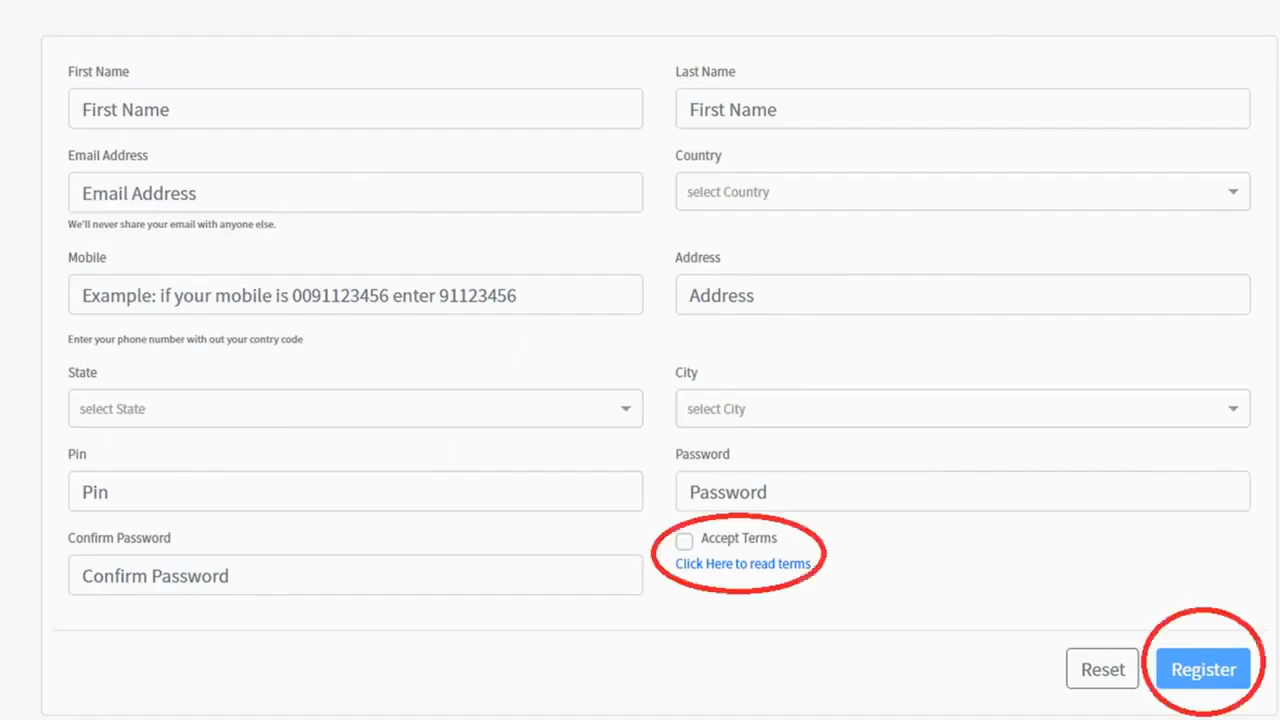 First Name
Last Name
First Name
First Name
Email Address
Country
Email Address
select Country
We'll never share your email with anyone else.
Mobile
Address
Example: if your mobile is 0091123456 enter 91123456
Address
Enter your phone number with out your contry code
State
City
select State
select City
Pin
Password
Pin
Password
Confirm Password
Accept Terms
Click Here to read terms
Confirm Password
Reset
Register